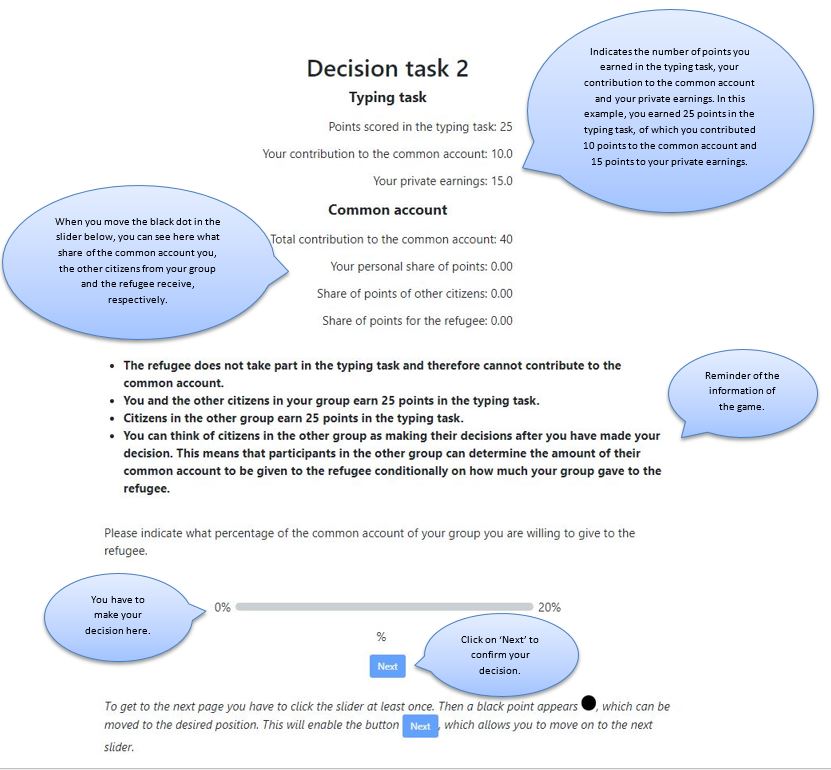 Decision task 2
Typing task
Points scored in the typing task: 25
Your contribution to the common account: 10.0
Your private earnings: 15.0
Indicates the number of points you
earned in the typing task, your
contribution to the common account
and your private earnings. In this
example, you earned 25 points in the
typing task, of which you contributed
10 points to the common account and
15 points to your private earnings.
Common account
Total contribution to the common account: 40
Your personal share of points: 0.00
Share of points of other citizens: 0.00
Share of points for the refugee: 0.00
When you move the black dot in the
slider below, you can see here what
share of the common account you,
the other citizens from your group
and the refugee receive,
respectively.
• The refugee does not take part in the typing task and therefore cannot contribute to the
common account.
• You and the other citizens in your group earn 25 points in the typing task.
• Citizens in the other group earn 25 points in the typing task.
• You can think of citizens in the other group as making their decisions after you have made your
decision. This means that participants in the other group can determine the amount of their
common account to be given to the refugee conditionally on how much your group gave to the
refugee.
Reminder of the
information of
the game.
Please indicate what percentage of the common account of your group you are willing to give to the
refugee.
You have to
make your
decision here.
0% 20%
%
Next
Click on ‘Next’ to
confirm your
decision.
To get to the next page you have to click the slider at least once. Then a black point appears , which can be
moved to the desired position. This will enable the button Next , which allows you to move on to the next
slider.